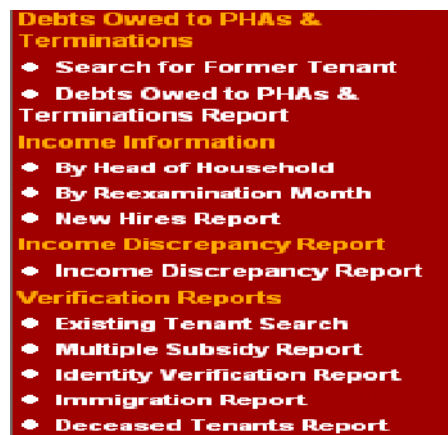 Debts Owed to PHAs &
Terminations
Search for Former Tenant
Debts Owed to PHAs &
Terminations Report
Income Information
By Head of Household
By Reexamination Month
New Hires Report
Income Discrepancy Report
Income Discrepancy Report
Verification Reports
Existing Tenant Search
Multiple Subsidy Report
Identity Verification Report
Immigration Report
Deceased Tenants Report